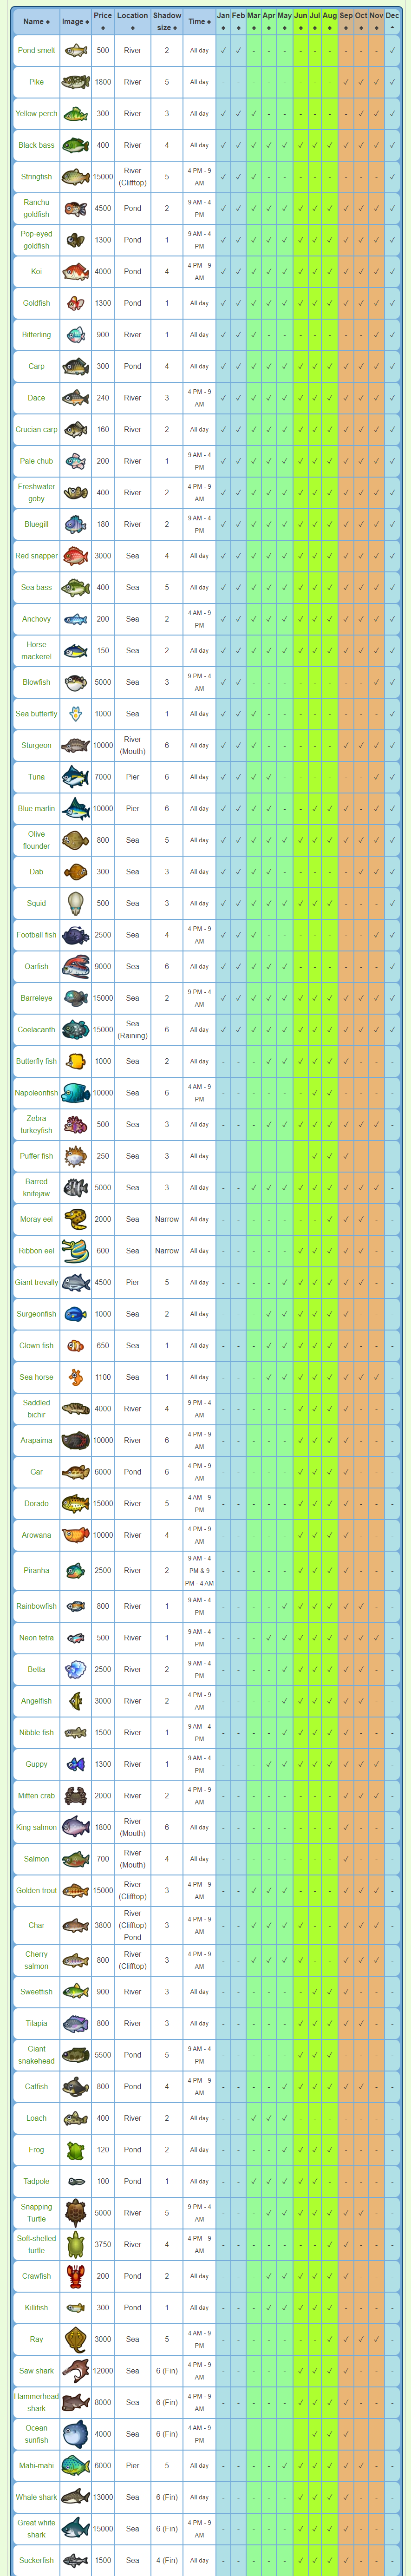 Name Image Price Location Shadow size Time Jan Feb Mar Apr May Jun Jul Aug Sep Oct Nov Dec
Pond smelt 500 River 2 All day ✓ ✓ - - - - - - - - - ✓
Pike 1800 River 5 All day - - - - - - - - ✓ ✓ ✓ ✓
Yellow perch 300 River 3 All day ✓ ✓ ✓ - - - - - - ✓ ✓ ✓
Black bass 400 River 4 All day ✓ ✓ ✓ ✓ ✓ ✓ ✓ ✓ ✓ ✓ ✓ ✓
Stringfish 15000 River (Clifftop) 5 4 PM - 9 AM ✓ ✓ ✓ - - - - - - - - ✓
Ranchu goldfish 4500 Pond 2 9 AM - 4 PM ✓ ✓ ✓ ✓ ✓ ✓ ✓ ✓ ✓ ✓ ✓ ✓
Pop-eyed goldfish 1300 Pond 1 9 AM - 4 PM ✓ ✓ ✓ ✓ ✓ ✓ ✓ ✓ ✓ ✓ ✓ ✓
Koi 4000 Pond 4 4 PM - 9 AM ✓ ✓ ✓ ✓ ✓ ✓ ✓ ✓ ✓ ✓ ✓ ✓
Goldfish 1300 Pond 1 All day ✓ ✓ ✓ ✓ ✓ ✓ ✓ ✓ ✓ ✓ ✓ ✓
Bitterling 900 River 1 All day ✓ ✓ ✓ - - - - - - - ✓ ✓
Carp 300 Pond 4 All day ✓ ✓ ✓ ✓ ✓ ✓ ✓ ✓ ✓ ✓ ✓ ✓
Dace 240 River 3 4 PM - 9 AM ✓ ✓ ✓ ✓ ✓ ✓ ✓ ✓ ✓ ✓ ✓ ✓
Crucian carp 160 River 2 All day ✓ ✓ ✓ ✓ ✓ ✓ ✓ ✓ ✓ ✓ ✓ ✓
Pale chub 200 River 1 9 AM - 4 PM ✓ ✓ ✓ ✓ ✓ ✓ ✓ ✓ ✓ ✓ ✓ ✓
Freshwater goby 400 River 2 4 PM - 9 AM ✓ ✓ ✓ ✓ ✓ ✓ ✓ ✓ ✓ ✓ ✓ ✓
Bluegill 180 River 2 9 AM - 4 PM ✓ ✓ ✓ ✓ ✓ ✓ ✓ ✓ ✓ ✓ ✓ ✓
Red snapper 3000 Sea 4 All day ✓ ✓ ✓ ✓ ✓ ✓ ✓ ✓ ✓ ✓ ✓ ✓
Sea bass 400 Sea 5 All day ✓ ✓ ✓ ✓ ✓ ✓ ✓ ✓ ✓ ✓ ✓ ✓
Anchovy 200 Sea 2 4 AM - 9 PM ✓ ✓ ✓ ✓ ✓ ✓ ✓ ✓ ✓ ✓ ✓ ✓
Horse mackerel 150 Sea 2 All day ✓ ✓ ✓ ✓ ✓ ✓ ✓ ✓ ✓ ✓ ✓ ✓
Blowfish 5000 Sea 3 9 PM - 4 AM ✓ ✓ - - - - - - - - ✓ ✓
Sea butterfly 1000 Sea 1 All day ✓ ✓ ✓ - - - - - - - - ✓
Sturgeon 10000 River (Mouth) 6 All day ✓ ✓ ✓ - - - - - ✓ ✓ ✓ ✓
Tuna 7000 Pier 6 All day ✓ ✓ ✓ ✓ - - - - - - ✓ ✓
Blue marlin 10000 Pier 6 All day ✓ ✓ ✓ ✓ - - ✓ ✓ ✓ - ✓ ✓
Olive flounder 800 Sea 5 All day ✓ ✓ ✓ ✓ ✓ ✓ ✓ ✓ ✓ ✓ ✓ ✓
Dab 300 Sea 3 All day ✓ ✓ ✓ ✓ - - - - - ✓ ✓ ✓
Squid 500 Sea 3 All day ✓ ✓ ✓ ✓ ✓ ✓ ✓ ✓ - - - ✓
Football fish 2500 Sea 4 4 PM - 9 AM ✓ ✓ ✓ - - - - - - - ✓ ✓
Oarfish 9000 Sea 6 All day ✓ ✓ ✓ ✓ ✓ - - - - - - ✓
Barreleye 15000 Sea 2 9 PM - 4 AM ✓ ✓ ✓ ✓ ✓ ✓ ✓ ✓ ✓ ✓ ✓ ✓
Coelacanth 15000 Sea (Raining) 6 All day ✓ ✓ ✓ ✓ ✓ ✓ ✓ ✓ ✓ ✓ ✓ ✓
Butterfly fish 1000 Sea 2 All day - - - ✓ ✓ ✓ ✓ ✓ ✓ - - -
Napoleonfish 10000 Sea 6 4 AM - 9 PM - - - - - - ✓ ✓ - - - -
Zebra turkeyfish 500 Sea 3 All day - - - ✓ ✓ ✓ ✓ ✓ ✓ ✓ ✓ -
Puffer fish 250 Sea 3 All day - - - - - - ✓ ✓ ✓ - - -
Barred knifejaw 5000 Sea 3 All day - - ✓ ✓ ✓ ✓ ✓ ✓ ✓ ✓ ✓ -
Moray eel 2000 Sea Narrow All day - - - - - - - ✓ ✓ ✓ - -
Ribbon eel 600 Sea Narrow All day - - - - - ✓ ✓ ✓ ✓ ✓ - -
Giant trevally 4500 Pier 5 All day - - - - ✓ ✓ ✓ ✓ ✓ ✓ - -
Surgeonfish 1000 Sea 2 All day - - - ✓ ✓ ✓ ✓ ✓ ✓ - - -
Clown fish 650 Sea 1 All day - - - ✓ ✓ ✓ ✓ ✓ ✓ - - -
Sea horse 1100 Sea 1 All day - - - ✓ ✓ ✓ ✓ ✓ ✓ ✓ ✓ -
Saddled bichir 4000 River 4 9 PM - 4 AM - - - - - ✓ ✓ ✓ ✓ - - -
Arapaima 10000 River 6 4 PM - 9 AM - - - - - ✓ ✓ ✓ ✓ - - -
Gar 6000 Pond 6 4 PM - 9 AM - - - - - ✓ ✓ ✓ ✓ - - -
Dorado 15000 River 5 4 AM - 9 PM - - - - - ✓ ✓ ✓ ✓ - - -
Arowana 10000 River 4 4 PM - 9 AM - - - - - ✓ ✓ ✓ ✓ - - -
Piranha 2500 River 2 9 AM - 4 PM & 9 PM - 4 AM - - - - - ✓ ✓ ✓ ✓ - - -
Rainbowfish 800 River 1 9 AM - 4 PM - - - - ✓ ✓ ✓ ✓ ✓ ✓ - -
Neon tetra 500 River 1 9 AM - 4 PM - - - ✓ ✓ ✓ ✓ ✓ ✓ ✓ ✓ -
Betta 2500 River 2 9 AM - 4 PM - - - - ✓ ✓ ✓ ✓ ✓ ✓ - -
Angelfish 3000 River 2 4 PM - 9 AM - - - - ✓ ✓ ✓ ✓ ✓ ✓ - -
Nibble fish 1500 River 1 9 AM - 4 PM - - - - ✓ ✓ ✓ ✓ ✓ - - -
Guppy 1300 River 1 9 AM - 4 PM - - - ✓ ✓ ✓ ✓ ✓ ✓ ✓ ✓ -
Mitten crab 2000 River 2 4 PM - 9 AM - - - - - - - - ✓ ✓ ✓ -
King salmon 1800 River (Mouth) 6 All day - - - - - - - - ✓ - - -
Salmon 700 River (Mouth) 4 All day - - - - - - - - ✓ - - -
Golden trout 15000 River (Clifftop) 3 4 PM - 9 AM - - ✓ ✓ ✓ - - - ✓ ✓ ✓ -
Char 3800 River (Clifftop) Pond 3 4 PM - 9 AM - - ✓ ✓ ✓ ✓ - - ✓ ✓ ✓ -
Cherry salmon 800 River (Clifftop) 3 4 PM - 9 AM - - ✓ ✓ ✓ ✓ - - ✓ ✓ ✓ -
Sweetfish 900 River 3 All day - - - - - - ✓ ✓ ✓ - - -
Tilapia 800 River 3 All day - - - - - ✓ ✓ ✓ ✓ ✓ - -
Giant snakehead 5500 Pond 5 9 AM - 4 PM - - - - - ✓ ✓ ✓ - - - -
Catfish 800 Pond 4 4 PM - 9 AM - - - - ✓ ✓ ✓ ✓ ✓ ✓ - -
Loach 400 River 2 All day - - ✓ ✓ ✓ - - - - - - -
Frog 120 Pond 2 All day - - - - ✓ ✓ ✓ ✓ - - - -
Tadpole 100 Pond 1 All day - - ✓ ✓ ✓ ✓ ✓ - - - - -
Snapping Turtle 5000 River 5 9 PM - 4 AM - - - ✓ ✓ ✓ ✓ ✓ ✓ ✓ - -
Soft-shelled turtle 3750 River 4 4 PM - 9 AM - - - - - - - ✓ ✓ - - -
Crawfish 200 Pond 2 All day - - - ✓ ✓ ✓ ✓ ✓ ✓ - - -
Killifish 300 Pond 1 All day - - - ✓ ✓ ✓ ✓ ✓ - - - -
Ray 3000 Sea 5 4 AM - 9 PM - - - - - - - ✓ ✓ ✓ ✓ -
Saw shark 12000 Sea 6 (Fin) 4 PM - 9 AM - - - - - ✓ ✓ ✓ ✓ - - -
Hammerhead shark 8000 Sea 6 (Fin) 4 PM - 9 AM - - - - - ✓ ✓ ✓ ✓ - - -
Ocean sunfish 4000 Sea 6 (Fin) 4 AM - 9 PM - - - - - - ✓ ✓ ✓ - - -
Mahi-mahi 6000 Pier 5 All day - - - - ✓ ✓ ✓ ✓ ✓ ✓ - -
Whale shark 13000 Sea 6 (Fin) All day - - - - - ✓ ✓ ✓ ✓ - - -
Great white shark 15000 Sea 6 (Fin) 4 PM - 9 AM - - - - - ✓ ✓ ✓ ✓ - - -
Suckerfish 1500 Sea 4 (Fin) All day - - - - - ✓ ✓ ✓ ✓ - - -